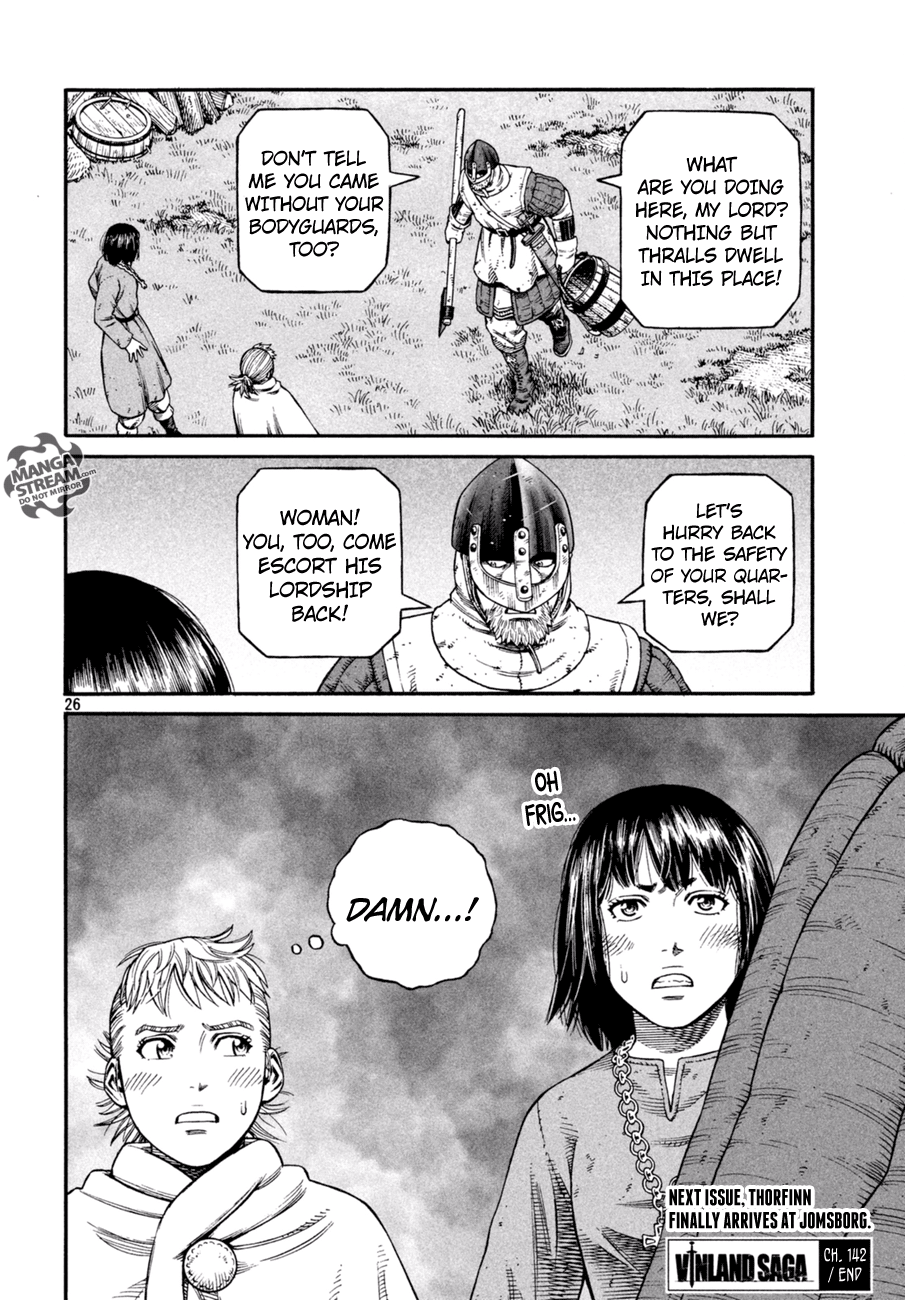 DON'T TELL
ME YOU CAME
WITHOUT YOUR
BODYGUARDS,
TOO?
WHAT
ARE YOU DOING
HERE, MY LORD?
NOTHING BUT
THRALLS DWELL
IN THIS PLACE!
MANGA
STREAM.com
DO NOT MIRROR
WOMAN!
YOU, TOO, COME
ESCORT HIS
LORDSHIP
BACK!
LET'S
HURRY BACK
TO THE SAFETY
OF YOUR QUAR-
TERS, SHALL
WE?
26
OH
FRIG...
DAMN...!
NEXT ISSUE, THORFINN
FINALLY ARRIVES AT JOMSBORG.
VINLAND SAGA
CH. 142
/ END